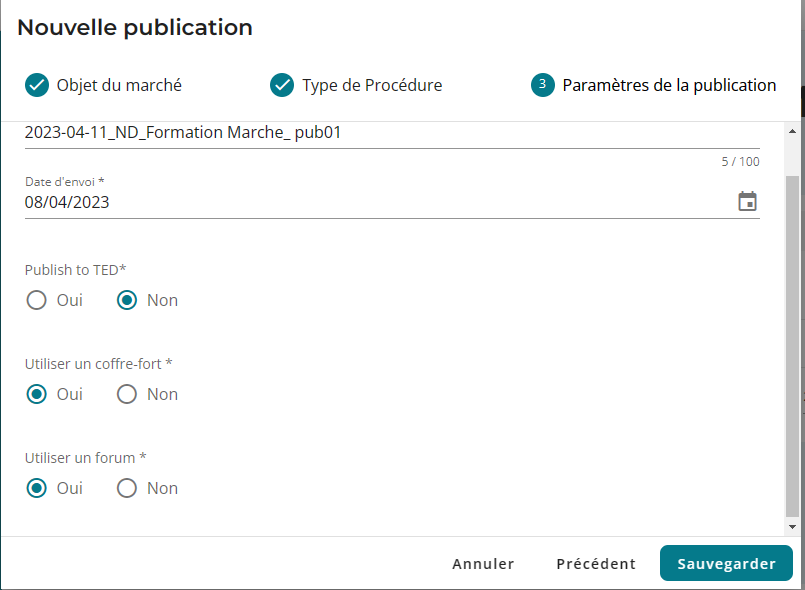 Nouvelle publication
Objet du marché
Type de Procédure
3 Paramètres de la publication
2023-04-11_ND_Formation Marche_ pub01
5 / 100
Date d'envoi *
08/04/2023
Publish to TED*
Oui Non
Utiliser un coffre-fort *
Oui Non
Utiliser un forum *
Oui Non
Annuler Précédent Sauvegarder